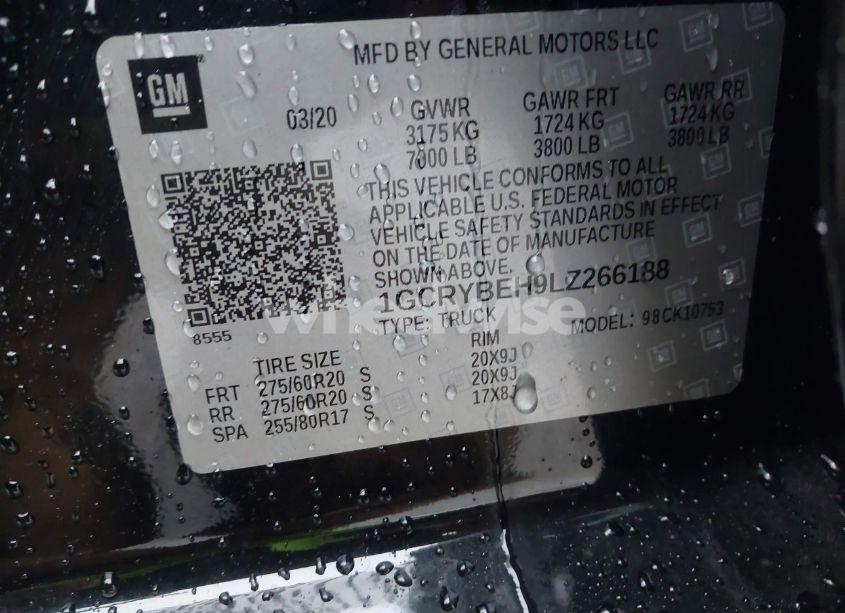 MFD BY GENERAL MOTORS LLC
GM
03/20
GVWR GAWR FRT GAWR RR
3175 KG 1724 KG 1724 KG
7000 LB 3800 LB 3800 LB
THIS VEHICLE CONFORMS TO ALL
APPLICABLE U.S. FEDERAL MOTOR
VEHICLE SAFETY STANDARDS IN EFFECT
ON THE DATE OF MANUFACTURE
SHOWN ABOVE.
1GCRYBEH9LZ266188
TYPE: TRUCK MODEL: 98CK10753
8555
TIRE SIZE RIM
FRT 275/60R20 S 20X9J
RR 275/60R20 S 20X9J
SPA 255/80R17 S 17X8J